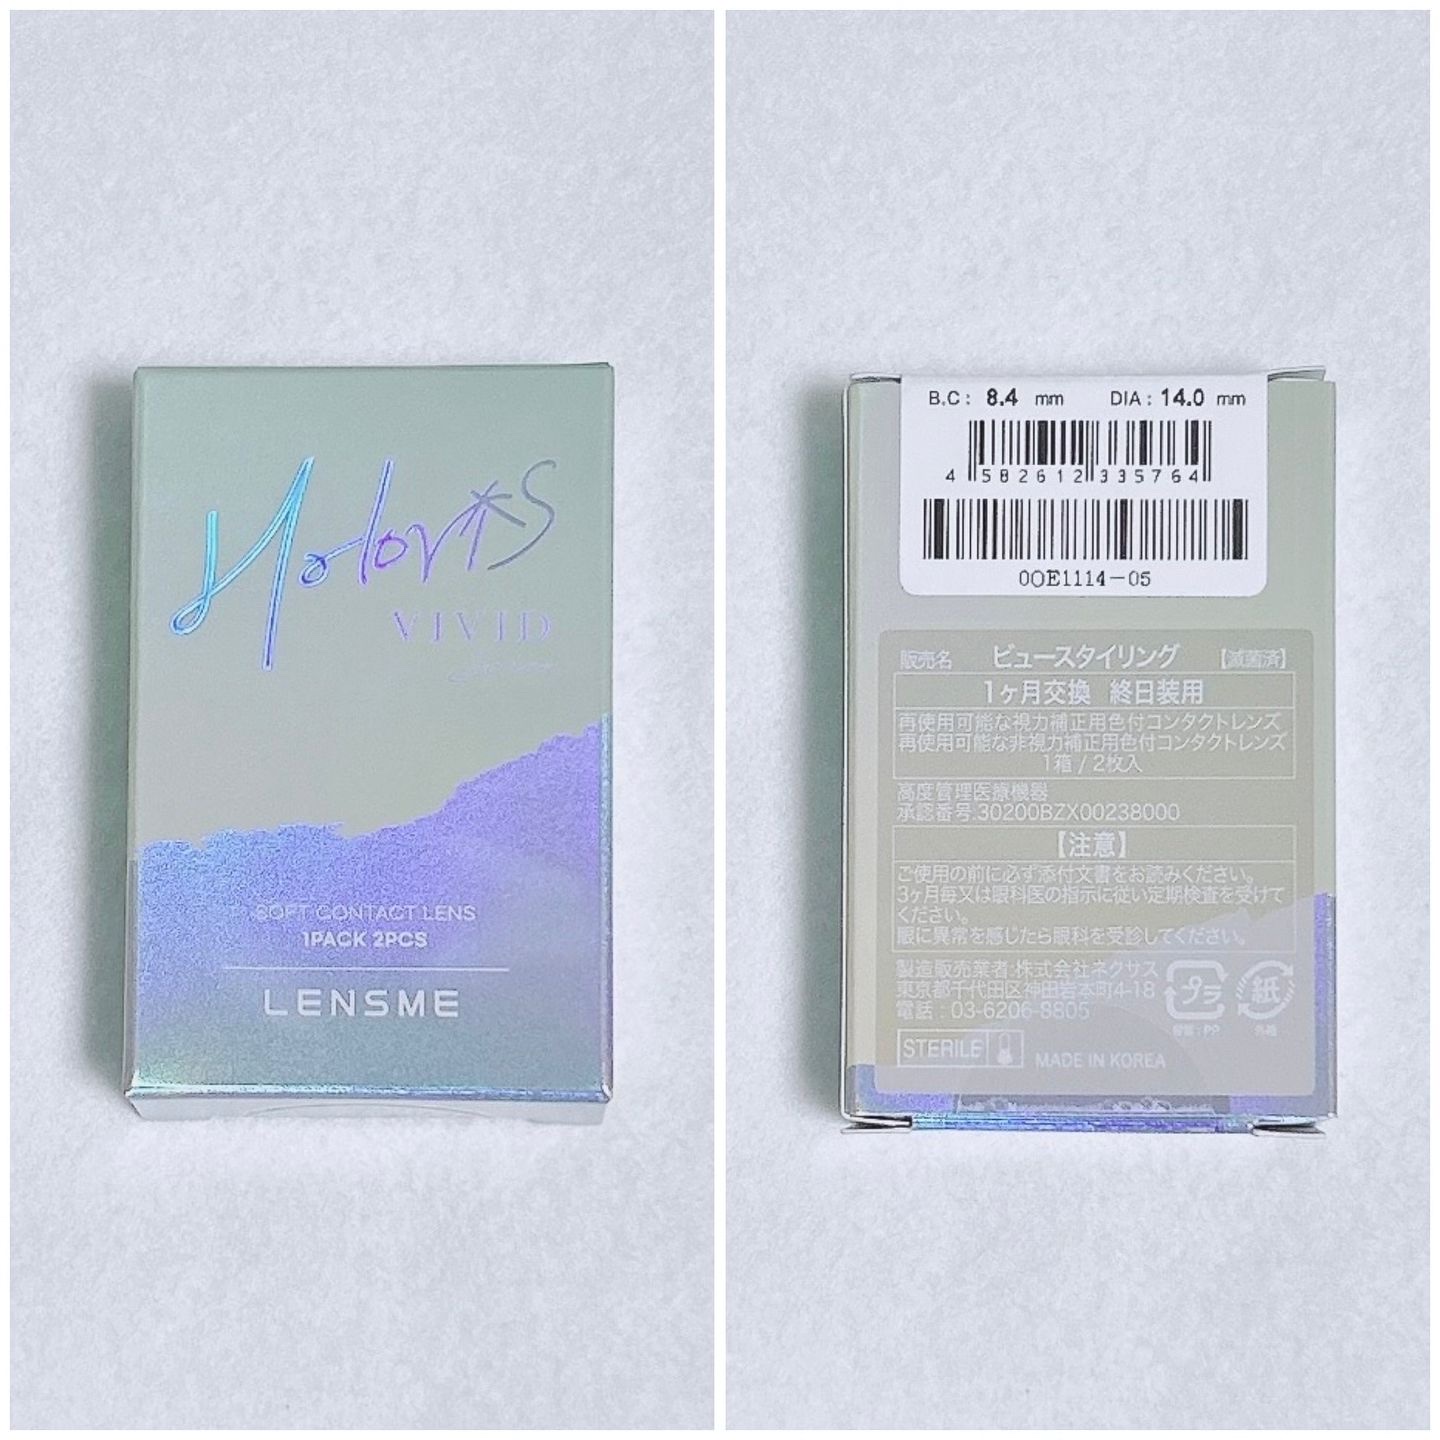 Holoris
VIVID
SOFT CONTACT LENS
1PACK 2PCS
LENSME
B.C: 8.4 mm DIA: 14.0 mm
4 582612 335764
0OE1114-05
販売名 ビュースタイリング 【滅菌済】
1ヶ月交換 終日装用
再使用可能な視力補正用色付コンタクトレンズ
再使用可能な非視力補正用色付コンタクトレンズ
1箱 / 2枚入
高度管理医療機器
承認番号.30200BZX00238000
【注意】
ご使用の前に必ず添付文書をお読みください。
3ヶ月毎又は眼科医の指示に従い定期検査を受けて
ください。
眼に異常を感じたら眼科を受診してください。
製造販売業者:株式会社ネクサス
東京都千代田区神田岩本町4-18
電話 : 03-6206-8805
プラ 紙
容器 : PP 外箱
STERILE
MADE IN KOREA